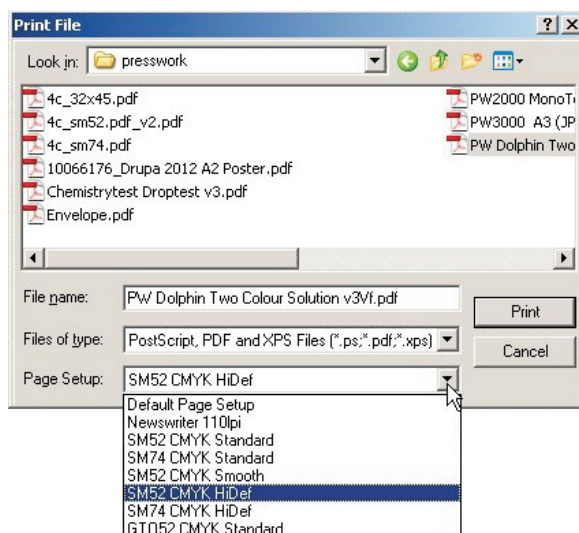 Print File
Look in: presswork
4c_32x45.pdf
4c_sm52.pdf_v2.pdf
4c_sm74.pdf
10066176_Drupa 2012 A2 Poster.pdf
Chemistrytest Droptest v3.pdf
Envelope.pdf
PW2000 MonoT
PW3000 A3 (JP
PW Dolphin Two
File name: PW Dolphin Two Colour Solution v3Vf.pdf
Print
Files of type: PostScript, PDF and XPS Files (*.ps;*.pdf;*.xps)
Cancel
Page Setup: SM52 CMYK HiDef
Default Page Setup
Newswriter 110lpi
SM52 CMYK Standard
SM74 CMYK Standard
SM52 CMYK Smooth
SM52 CMYK HiDef
SM74 CMYK HiDef
GTO52 CMYK Standard